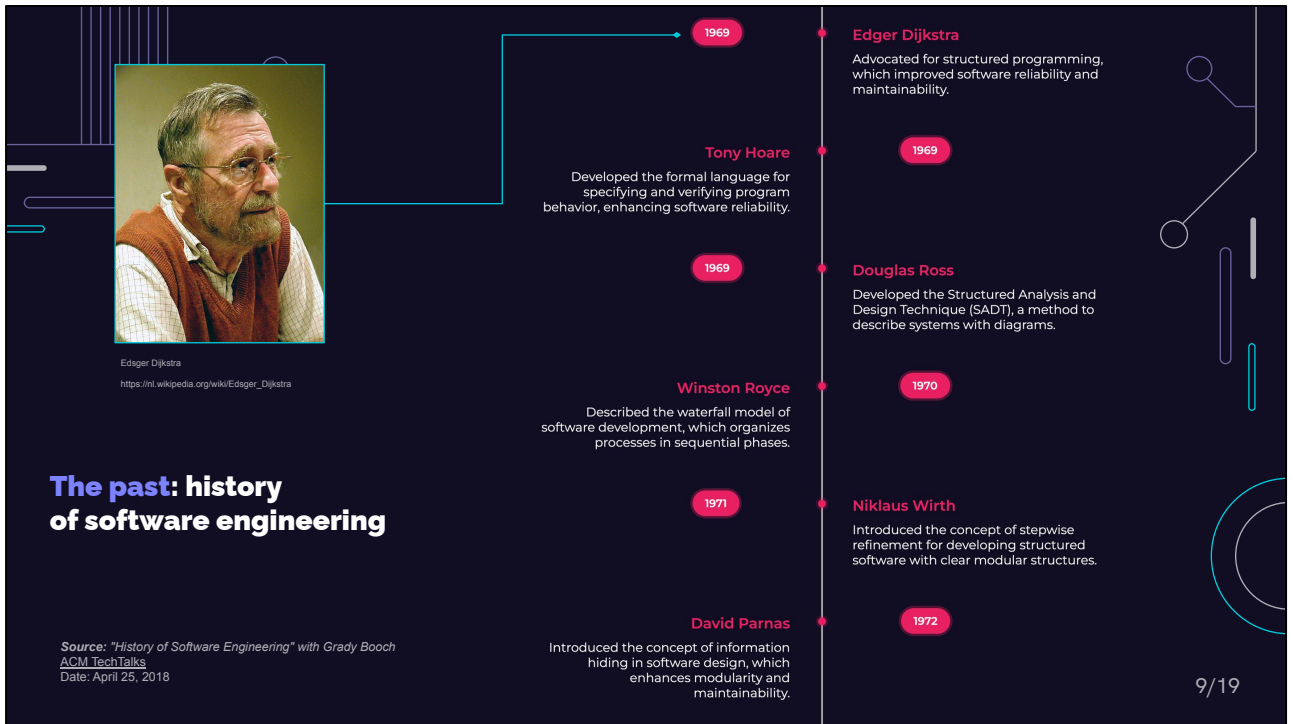 1969
Edger Dijkstra
Advocated for structured programming,
which improved software reliability and
maintainability.
Tony Hoare
1969
Developed the formal language for
specifying and verifying program
behavior, enhancing software reliability.
1969
Douglas Ross
Developed the Structured Analysis and
Design Technique (SADT), a method to
describe systems with diagrams.
Edsger Dijkstra
https://nl.wikipedia.org/wiki/Edsger_Dijkstra
Winston Royce
1970
Described the waterfall model of
software development, which organizes
processes in sequential phases.
The past: history
of software engineering
1971
Niklaus Wirth
Introduced the concept of stepwise
refinement for developing structured
software with clear modular structures.
David Parnas
1972
Introduced the concept of information
hiding in software design, which
enhances modularity and
maintainability.
Source: "History of Software Engineering" with Grady Booch
ACM TechTalks
Date: April 25, 2018
9/19